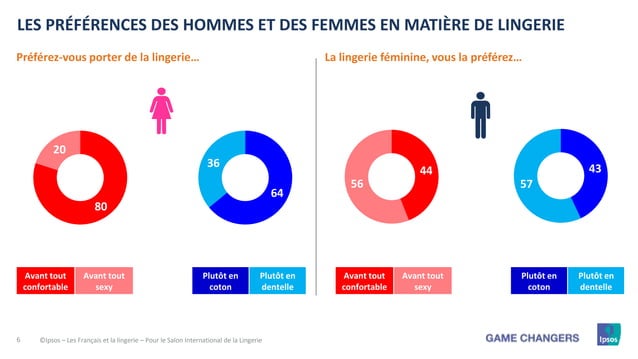 LES PRÉFÉRENCES DES HOMMES ET DES FEMMES EN MATIÈRE DE LINGERIE
Préférez-vous porter de la lingerie...
La lingerie féminine, vous la préférez...
20
80
36
64
44
56
43
57
Avant tout
confortable
Avant tout
sexy
Plutôt en
coton
Plutôt en
dentelle
Avant tout
confortable
Avant tout
sexy
Plutôt en
coton
Plutôt en
dentelle
6
©Ipsos – Les Français et la lingerie – Pour le Salon International de la Lingerie
GAME CHANGERS
Ipsos